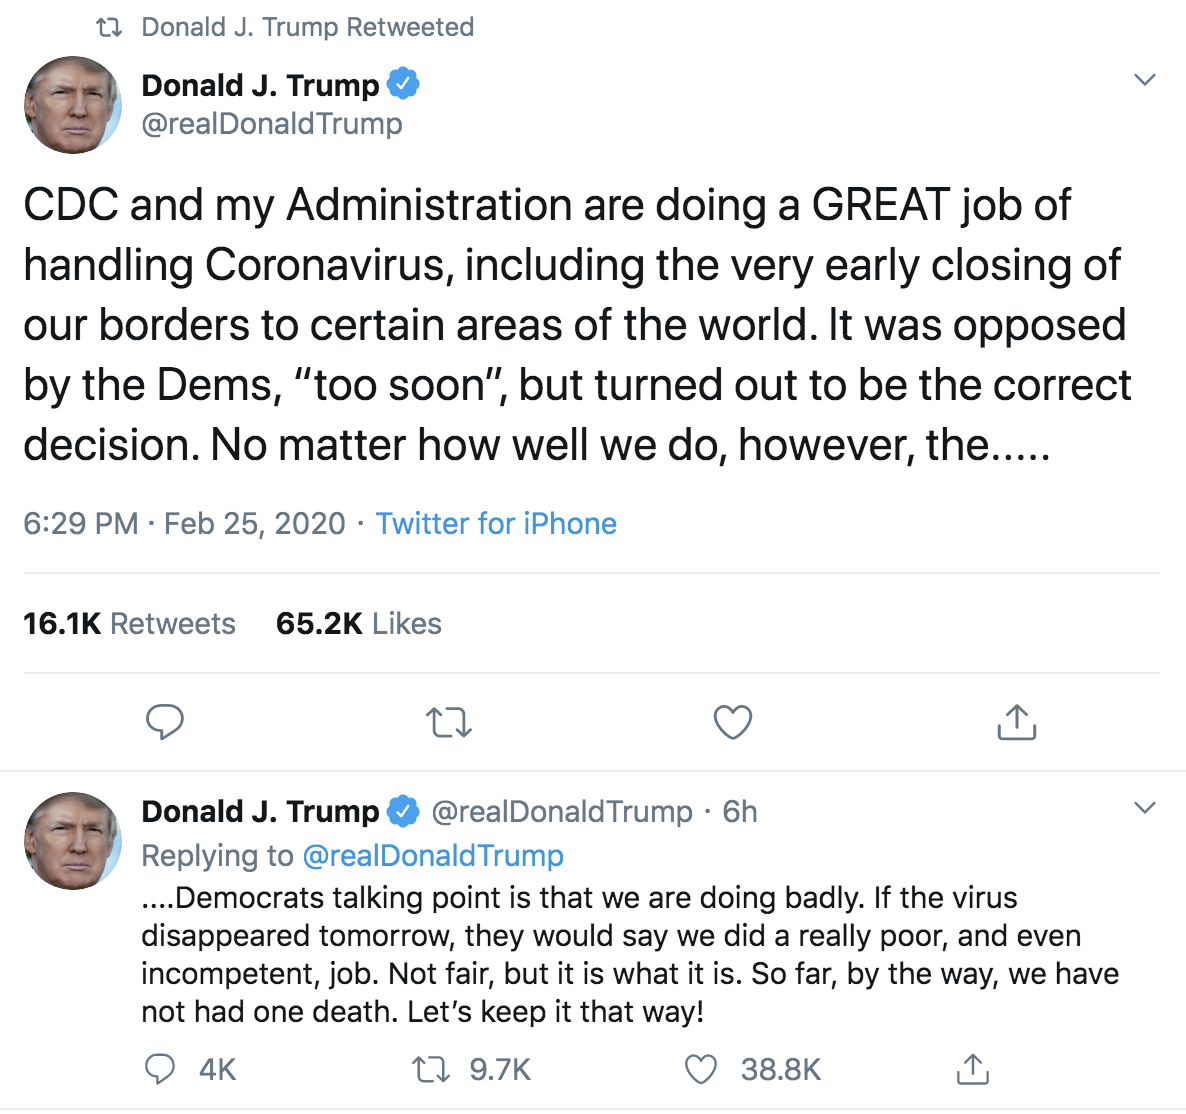 Donald J. Trump Retweeted
Donald J. Trump
@realDonaldTrump
CDC and my Administration are doing a GREAT job of
handling Coronavirus, including the very early closing of
our borders to certain areas of the world. It was opposed
by the Dems, “too soon”, but turned out to be the correct
decision. No matter how well we do, however, the.....
6:29 PM · Feb 25, 2020 · Twitter for iPhone
16.1K Retweets 65.2K Likes
Donald J. Trump @realDonaldTrump · 6h
Replying to @realDonaldTrump
....Democrats talking point is that we are doing badly. If the virus
disappeared tomorrow, they would say we did a really poor, and even
incompetent, job. Not fair, but it is what it is. So far, by the way, we have
not had one death. Let’s keep it that way!
4K 9.7K 38.8K